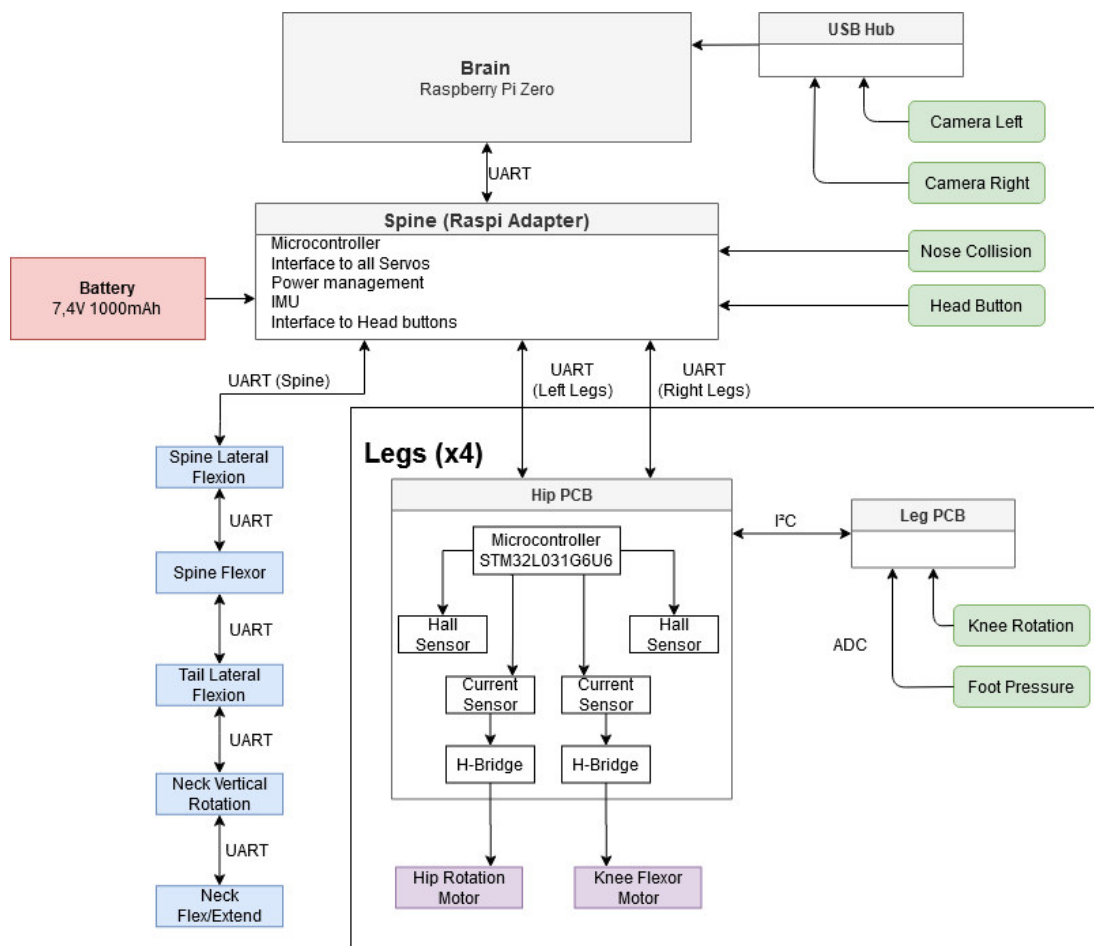 Brain
Raspberry Pi Zero
USB Hub
Camera Left
Camera Right
UART
Spine (Raspi Adapter)
Microcontroller
Interface to all Servos
Power management
IMU
Interface to Head buttons
Nose Collision
Head Button
Battery
7,4V 1000mAh
UART (Spine)
UART
(Left Legs)
UART
(Right Legs)
Spine Lateral
Flexion
UART
Spine Flexor
UART
Tail Lateral
Flexion
UART
Neck Vertical
Rotation
UART
Neck
Flex/Extend
Legs (x4)
Hip PCB
Microcontroller
STM32L031G6U6
Hall
Sensor
Hall
Sensor
Current
Sensor
Current
Sensor
H-Bridge
H-Bridge
Hip Rotation
Motor
Knee Flexor
Motor
I²C
Leg PCB
ADC
Knee Rotation
Foot Pressure